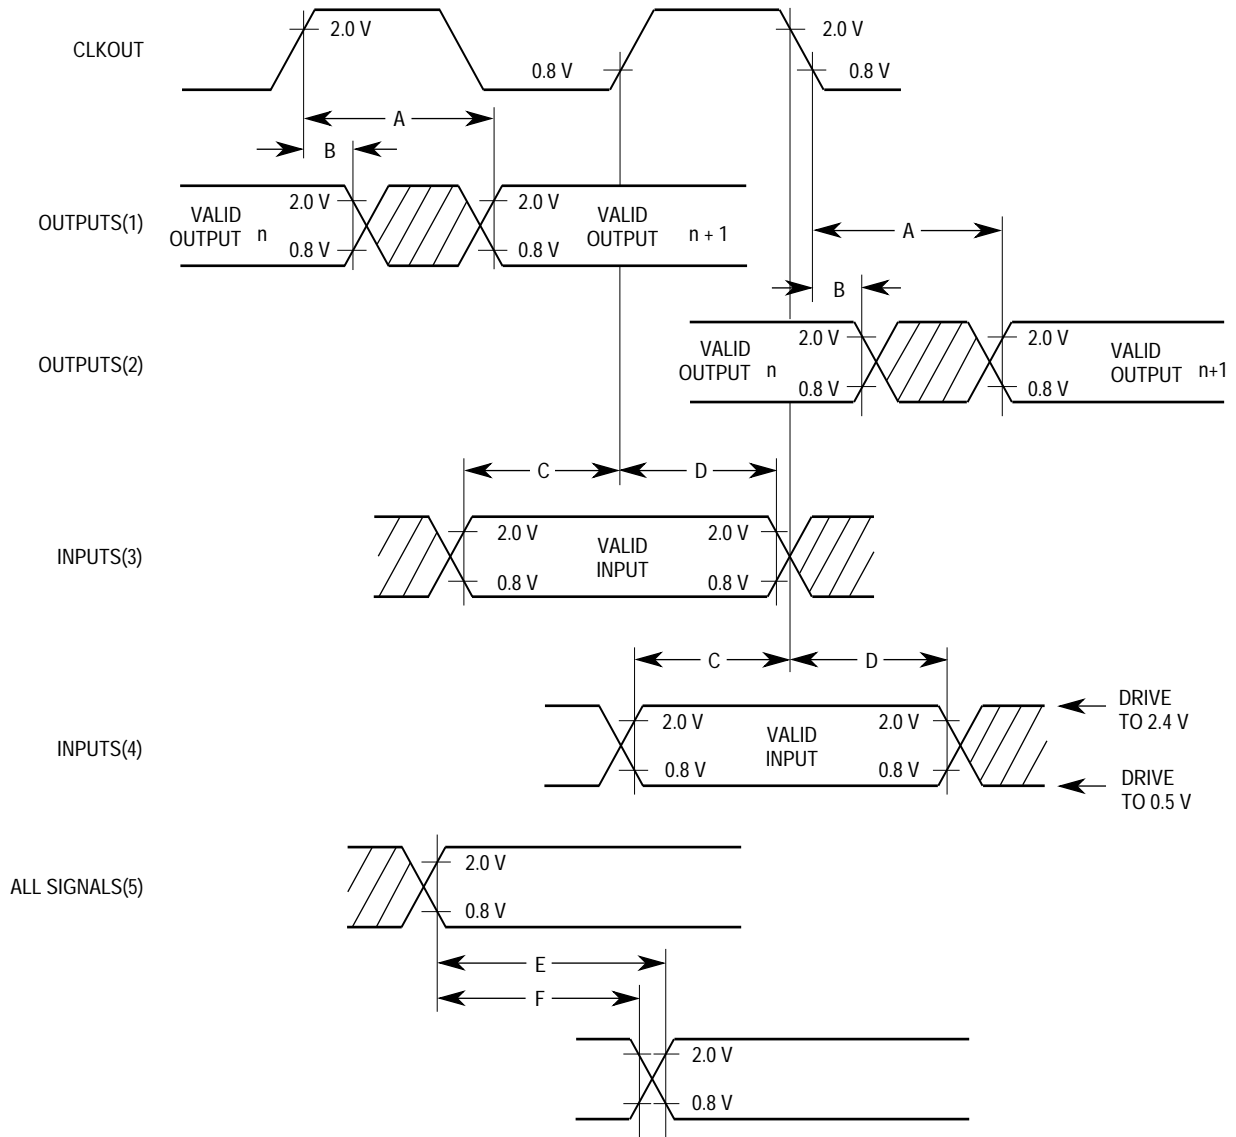 2.0 V
2.0 V
CLKOUT
0.8 V
0.8 V
A
B
VALID
OUTPUT n
2.0 V
0.8 V
2.0 V
0.8 V
VALID
OUTPUT n + 1
OUTPUTS(1)
A
B
OUTPUTS(2)
VALID
OUTPUT n
2.0 V
0.8 V
2.0 V
0.8 V
VALID
OUTPUT n+1
C
D
INPUTS(3)
2.0 V
0.8 V
VALID
INPUT
2.0 V
0.8 V
C
D
INPUTS(4)
2.0 V
0.8 V
VALID
INPUT
2.0 V
0.8 V
DRIVE
TO 2.4 V
DRIVE
TO 0.5 V
ALL SIGNALS(5)
2.0 V
0.8 V
E
F
2.0 V
0.8 V